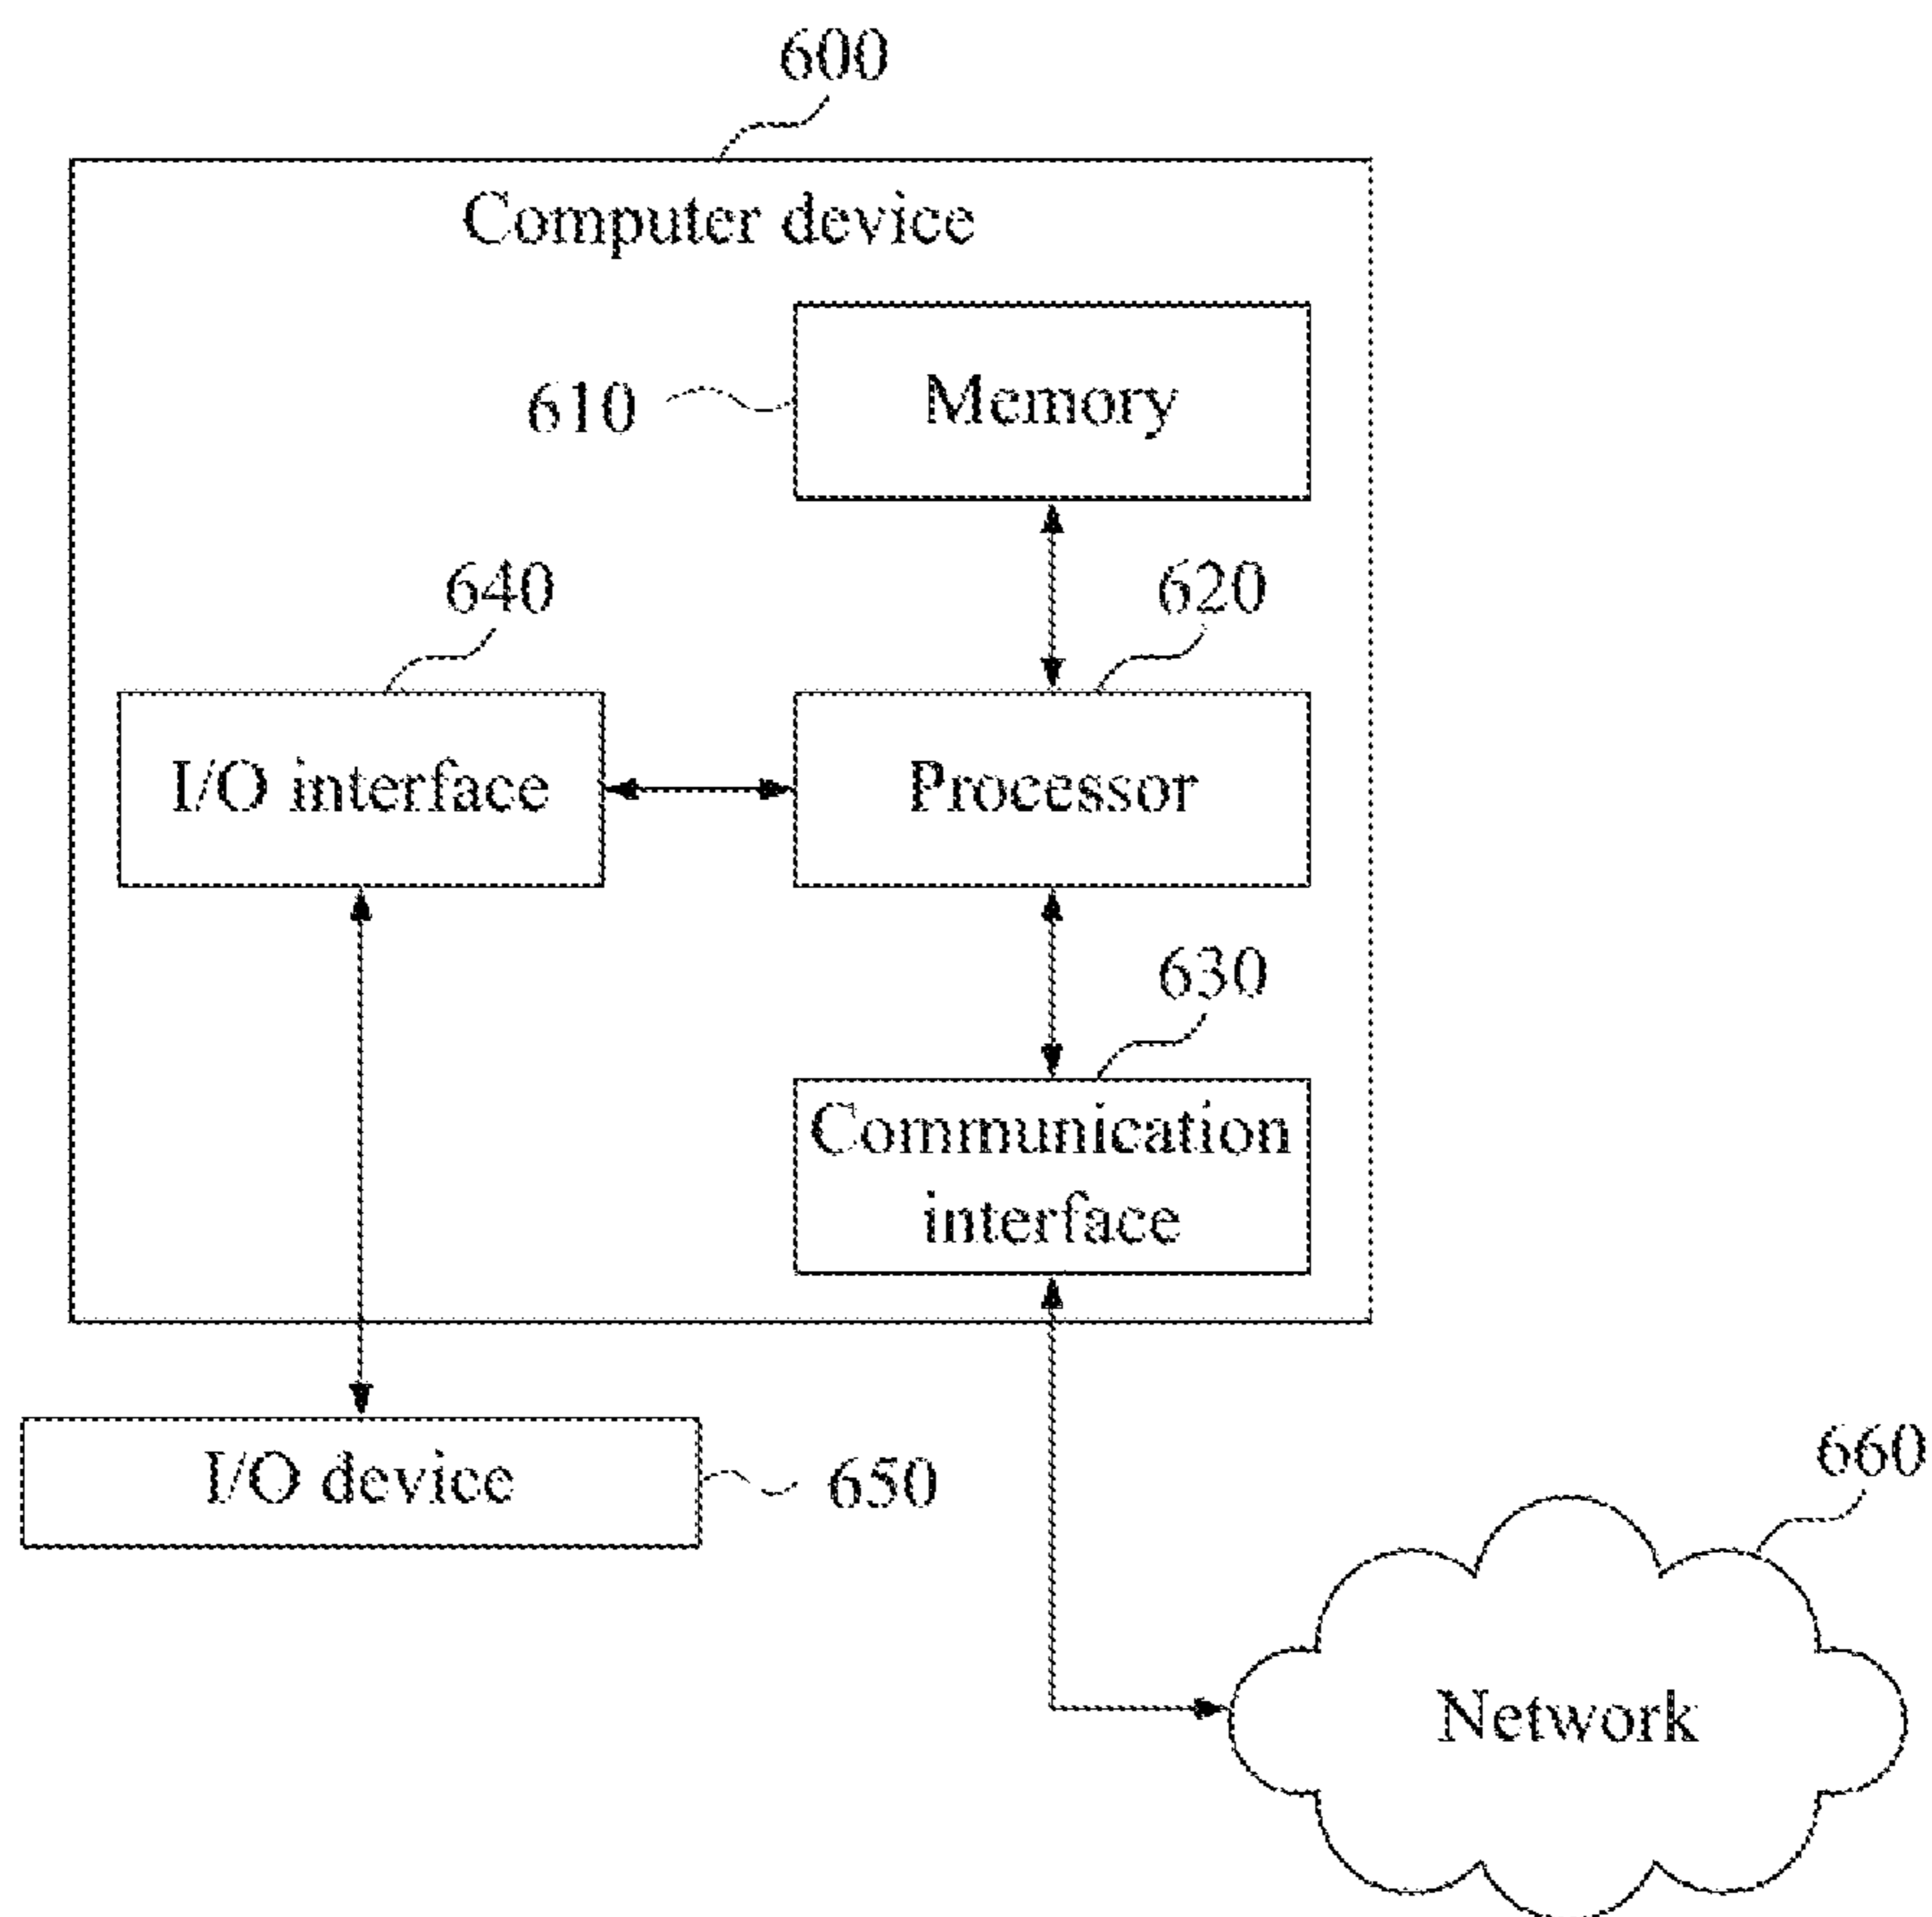 600
Computer device
610
Memory
640
620
I/O interface
Processor
630
Communication
interface
I/O device
650
660
Network